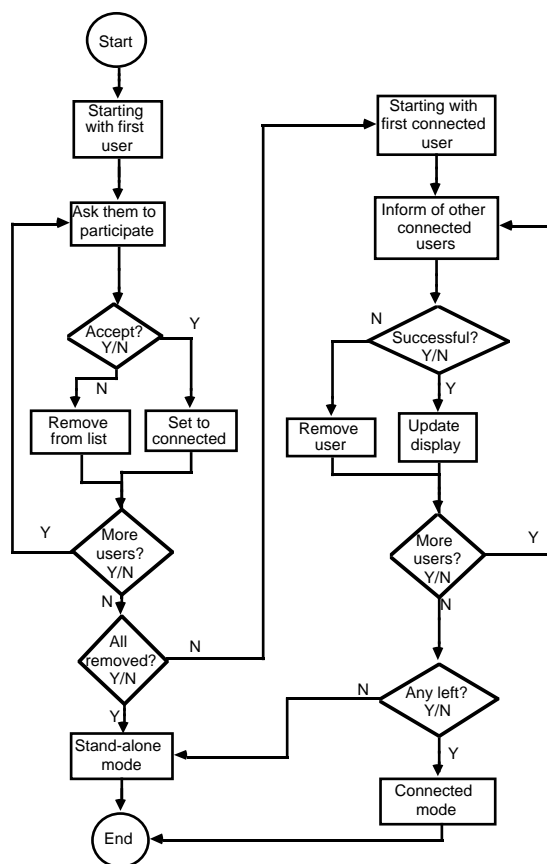 Start
Starting
with first
user
Ask them to
participate
Accept?
Y/N
Y
N
Remove
from list
Set to
connected
More
users?
Y/N
Y
N
All
removed?
Y/N
N
Y
Stand-alone
mode
End
Starting with
first connected
user
Inform of other
connected
users
N
Successful?
Y/N
Y
Remove
user
Update
display
More
users?
Y/N
Y
N
Any left?
Y/N
N
Y
Connected
mode